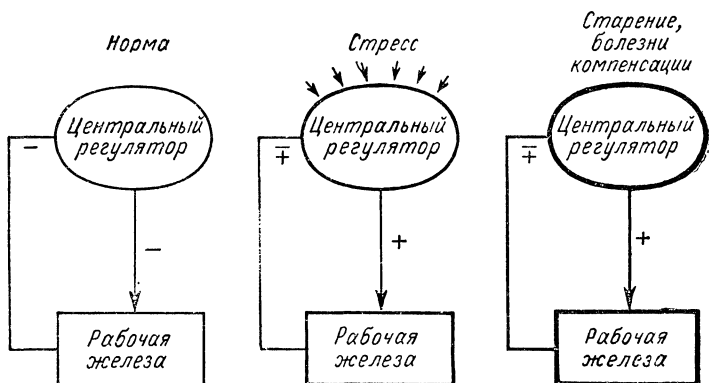 Норма
Центральный
регулятор
−
−
Рабочая
железа
Стресс
Центральный
регулятор
∓
+
Рабочая
железа
Старение,
болезни
компенсации
Центральный
регулятор
∓
+
Рабочая
железа